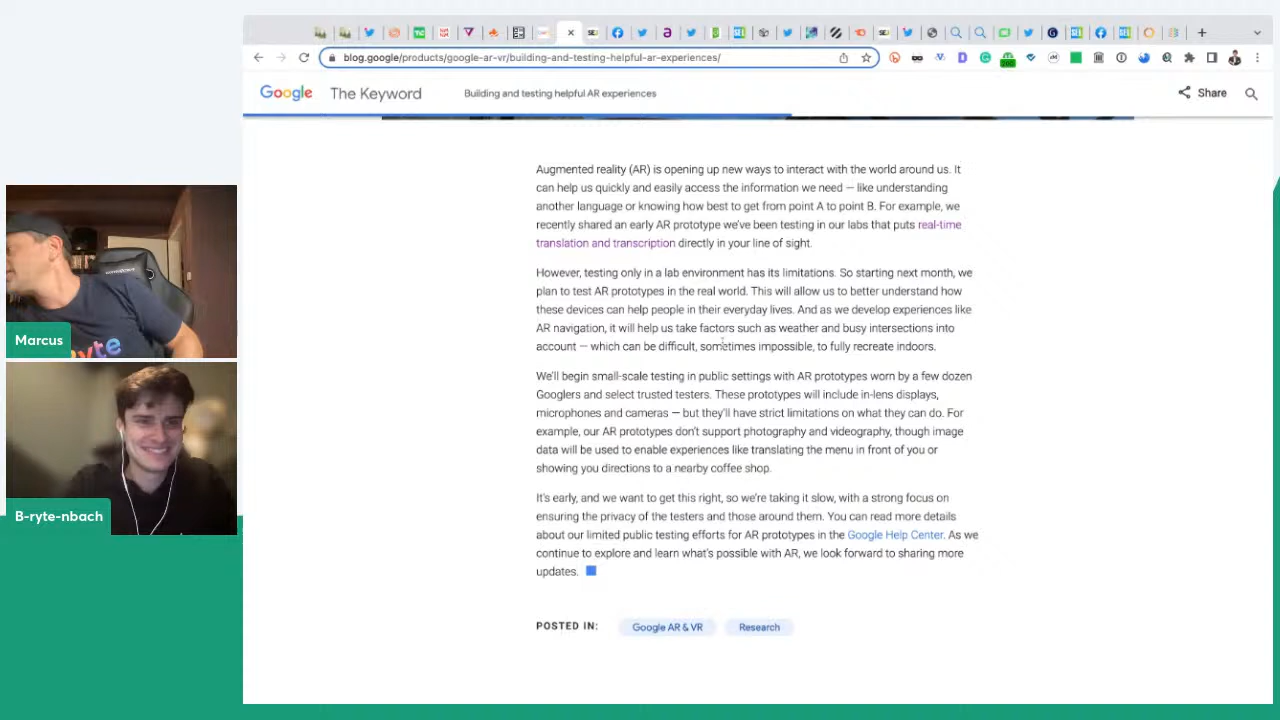 blog.google/products/google-ar-vr/building-and-testing-helpful-ar-experiences/
Google The Keyword Building and testing helpful AR experiences Share
Augmented reality (AR) is opening up new ways to interact with the world around us. It
can help us quickly and easily access the information we need — like understanding
another language or knowing how best to get from point A to point B. For example, we
recently shared an early AR prototype we've been testing in our labs that puts real-time
translation and transcription directly in your line of sight.
However, testing only in a lab environment has its limitations. So starting next month, we
plan to test AR prototypes in the real world. This will allow us to better understand how
these devices can help people in their everyday lives. And as we develop experiences like
AR navigation, it will help us take factors such as weather and busy intersections into
account — which can be difficult, sometimes impossible, to fully recreate indoors.
We'll begin small-scale testing in public settings with AR prototypes worn by a few dozen
Googlers and select trusted testers. These prototypes will include in-lens displays,
microphones and cameras — but they'll have strict limitations on what they can do. For
example, our AR prototypes don't support photography and videography, though image
data will be used to enable experiences like translating the menu in front of you or
showing you directions to a nearby coffee shop.
It's early, and we want to get this right, so we're taking it slow, with a strong focus on
ensuring the privacy of the testers and those around them. You can read more details
about our limited public testing efforts for AR prototypes in the Google Help Center. As we
continue to explore and learn what's possible with AR, we look forward to sharing more
updates.
POSTED IN: Google AR & VR Research
Marcus
B-ryte-nbach